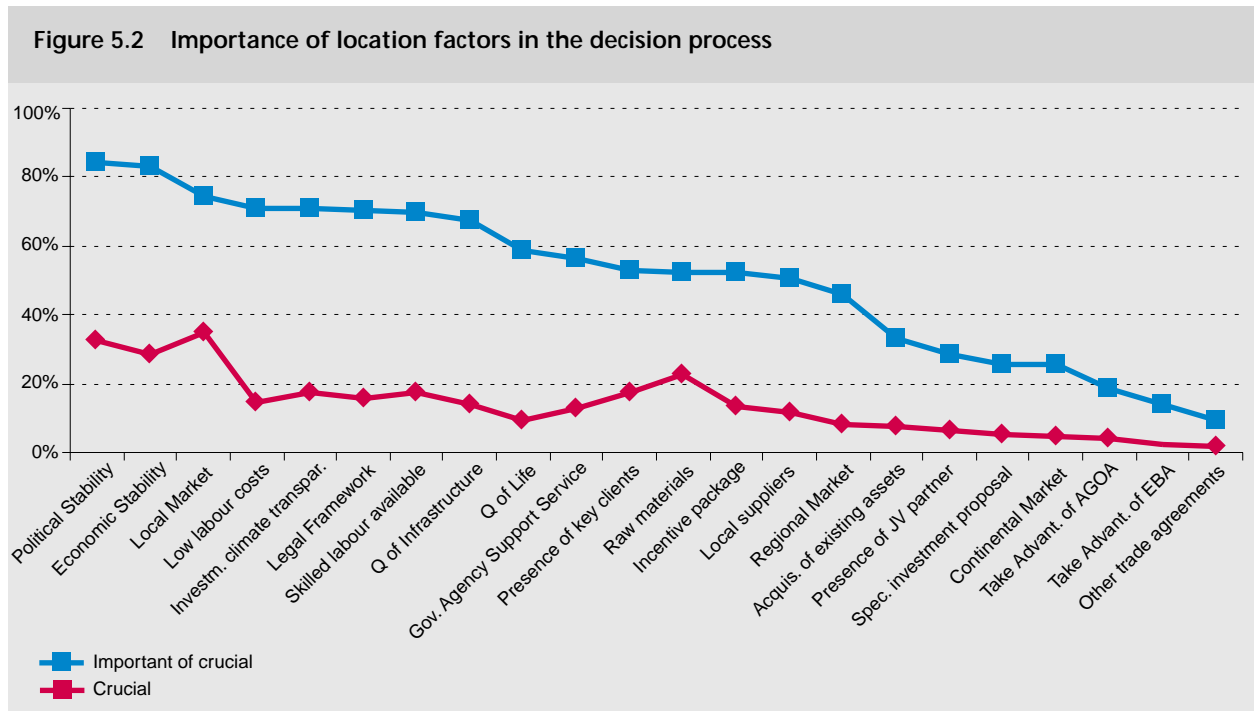 Figure 5.2 Importance of location factors in the decision process
100%
80%
60%
40%
20%
0%
Political Stability
Economic Stability
Local Market
Low labour costs
Investm. climate transpar.
Legal Framework
Skilled labour available
Q of Infrastructure
Q of Life
Gov. Agency Support Service
Presence of key clients
Raw materials
Incentive package
Local suppliers
Regional Market
Acquis. of existing assets
Presence of JV partner
Spec. investment proposal
Continental Market
Take Advant. of AGOA
Take Advant. of EBA
Other trade agreements
Important of crucial
Crucial